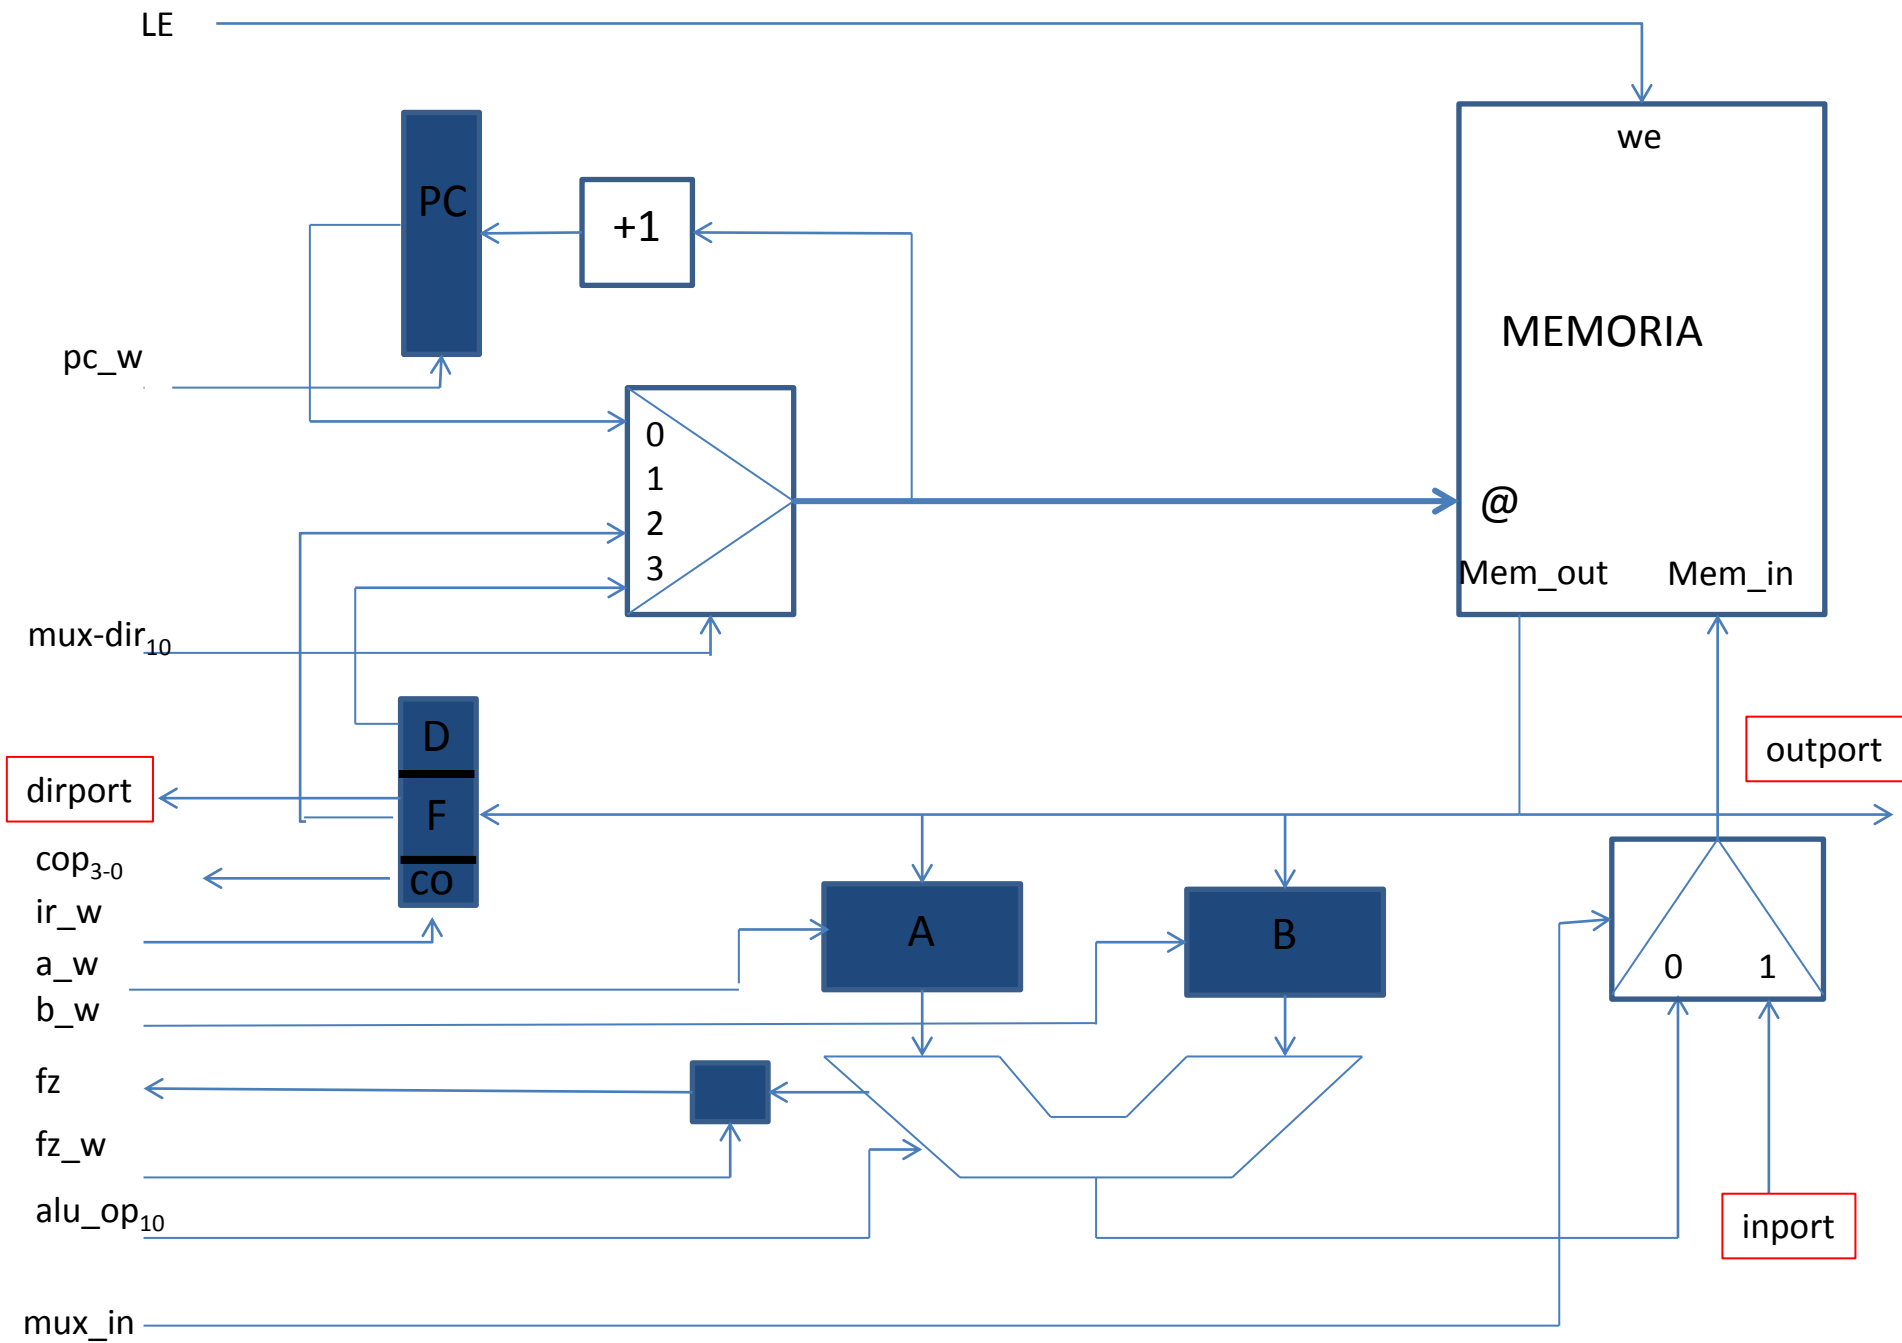 LE
we
PC
+1
MEMORIA
pc_w
0
1
2
3
@
Mem_out
Mem_in
mux-dir10
D
outport
dirport
F
cop3-0
co
ir_w
A
B
a_w
0
1
b_w
fz
fz_w
alu_op10
inport
mux_in